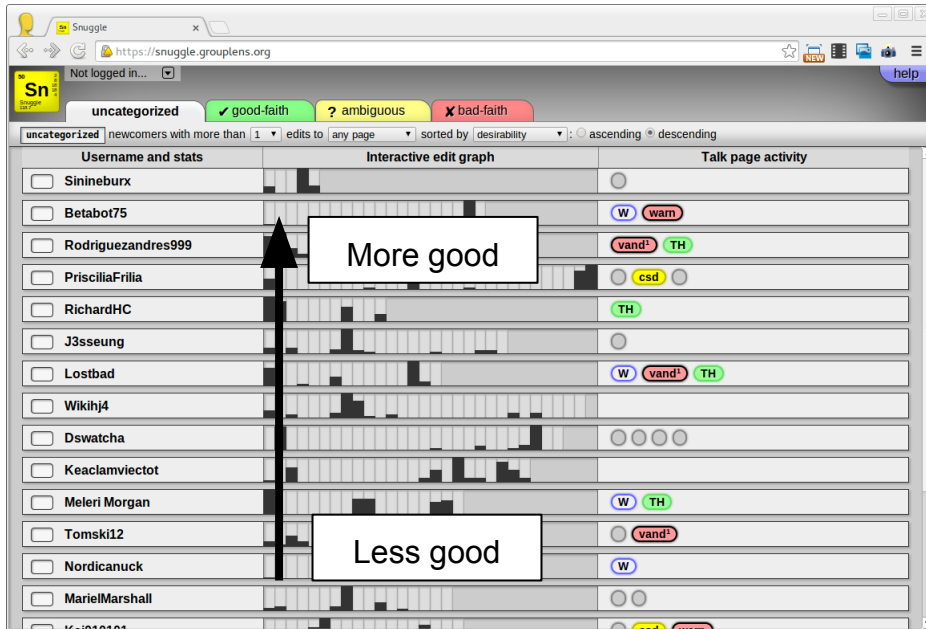 Snuggle
https://snuggle.grouplens.org
NEW
50
Sn
Snuggle
Not logged in...
help
uncategorized
✔ good-faith
? ambiguous
✘ bad-faith
uncategorized newcomers with more than 1 edits to any page sorted by desirability : ascending descending
Username and stats Interactive edit graph Talk page activity
Sinineburx
Betabot75 W warn
Rodriguezandres999 vand¹ TH
More good
PrisciliaFrilia csd
RichardHC TH
J3sseung
Lostbad W vand¹ TH
Wikihj4
Dswatcha
Keaclamviectot
Meleri Morgan W TH
Tomski12 vand¹
Less good
Nordicanuck W
MarielMarshall